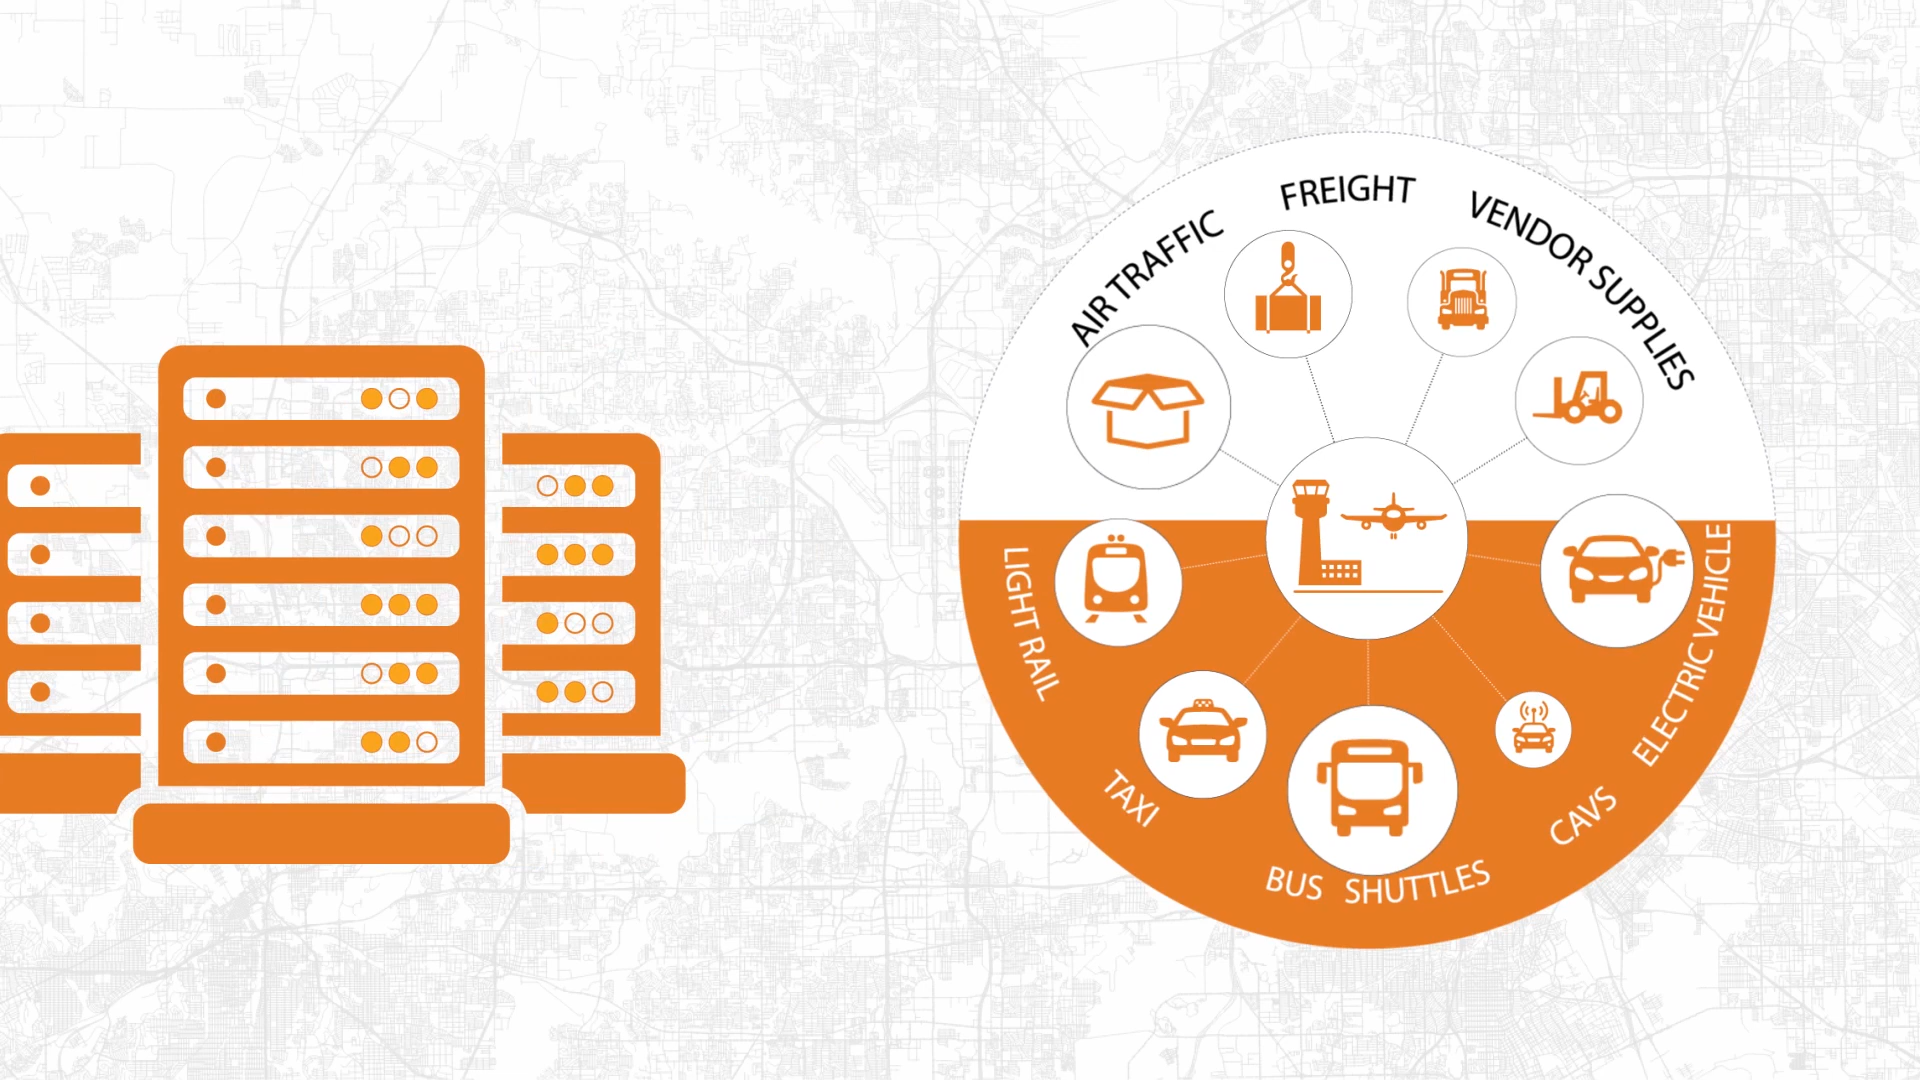 AIR TRAFFIC
FREIGHT
VENDOR SUPPLIES
LIGHT RAIL
TAXI
BUS SHUTTLES
CAVS
ELECTRIC VEHICLE